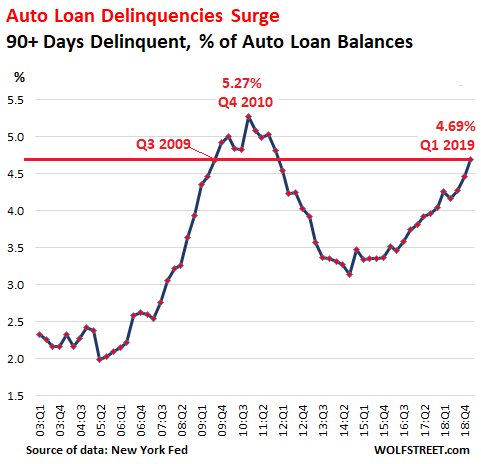 Auto Loan Delinquencies Surge
90+ Days Delinquent, % of Auto Loan Balances
%
5.27%
Q4 2010
4.69%
Q1 2019
Q3 2009
5.5
5.0
4.5
4.0
3.5
3.0
2.5
2.0
1.5
03:Q1
03:Q4
04:Q3
05:Q2
06:Q1
06:Q4
07:Q3
08:Q2
09:Q1
09:Q4
10:Q3
11:Q2
12:Q1
12:Q4
13:Q3
14:Q2
15:Q1
15:Q4
16:Q3
17:Q2
18:Q1
18:Q4
Source of data: New York Fed
WOLFSTREET.com